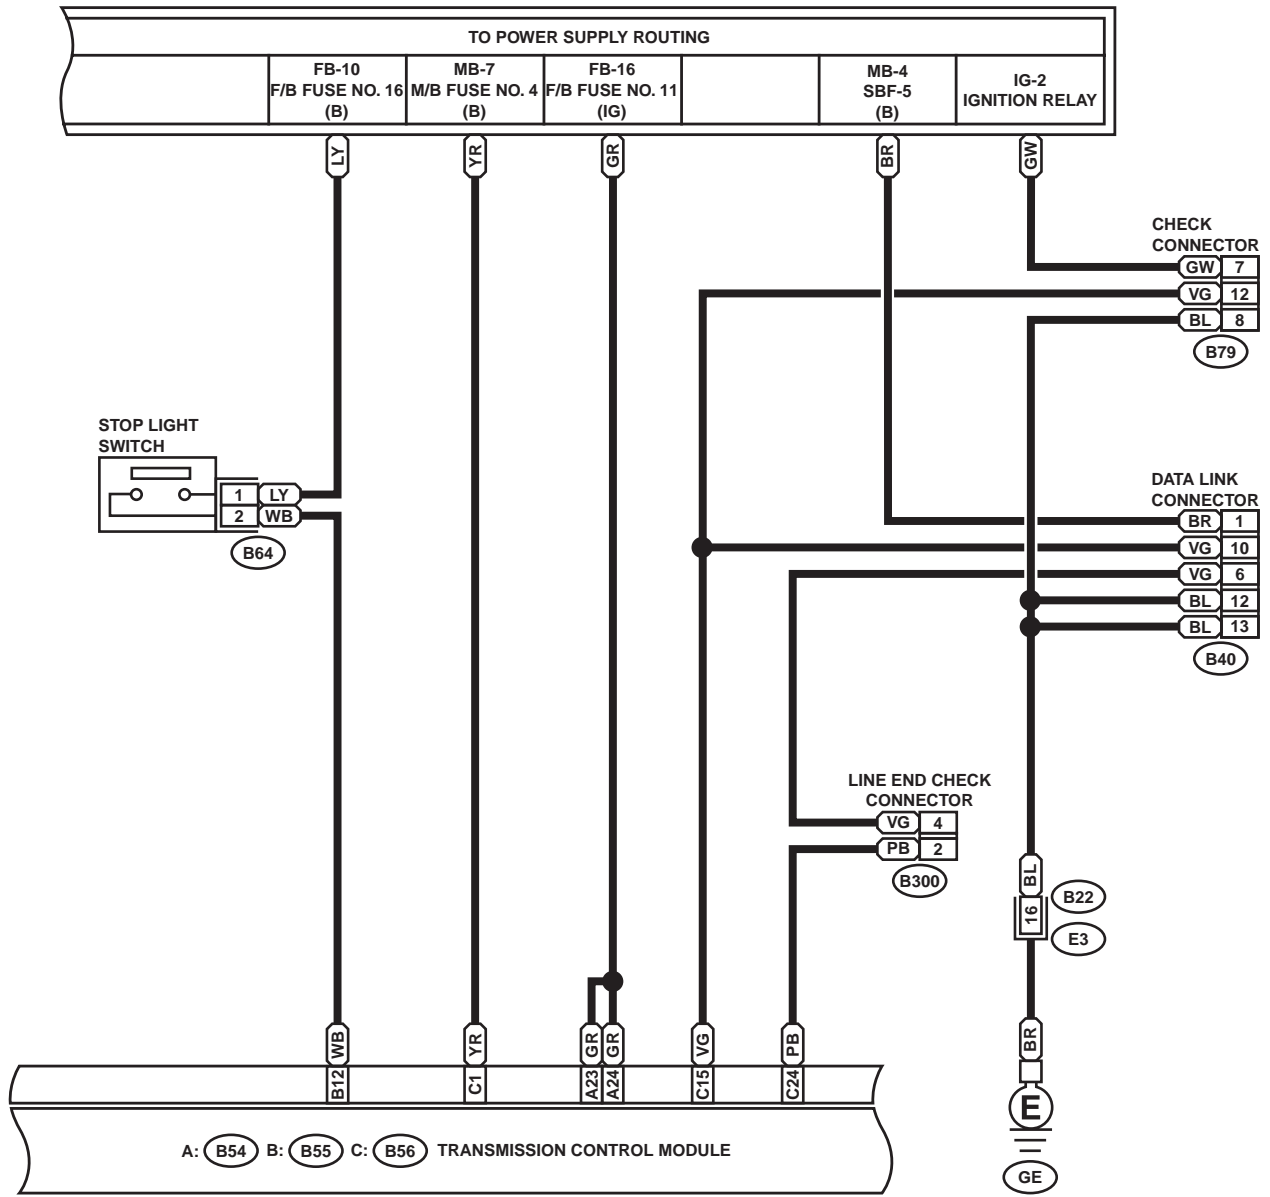 TO POWER SUPPLY ROUTING
FB-10
F/B FUSE NO. 16
(B)
MB-7
M/B FUSE NO. 4
(B)
FB-16
F/B FUSE NO. 11
(IG)
MB-4
SBF-5
(B)
IG-2
IGNITION RELAY
LY
YR
GR
BR
GW
CHECK
CONNECTOR
GW 7
VG 12
BL 8
B79
STOP LIGHT
SWITCH
1 LY
2 WB
B64
DATA LINK
CONNECTOR
BR 1
VG 10
VG 6
BL 12
BL 13
B40
LINE END CHECK
CONNECTOR
VG 4
PB 2
B300
BL
16
B22
E3
BR
E
GE
WB
YR
GR
GR
VG
PB
B12
C1
A23
A24
C15
C24
A: B54 B: B55 C: B56 TRANSMISSION CONTROL MODULE